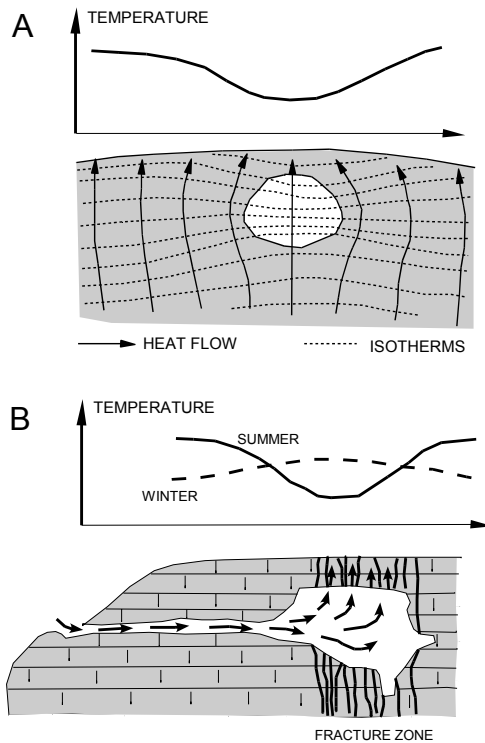 A
TEMPERATURE
HEAT FLOW
ISOTHERMS
B
TEMPERATURE
SUMMER
WINTER
FRACTURE ZONE